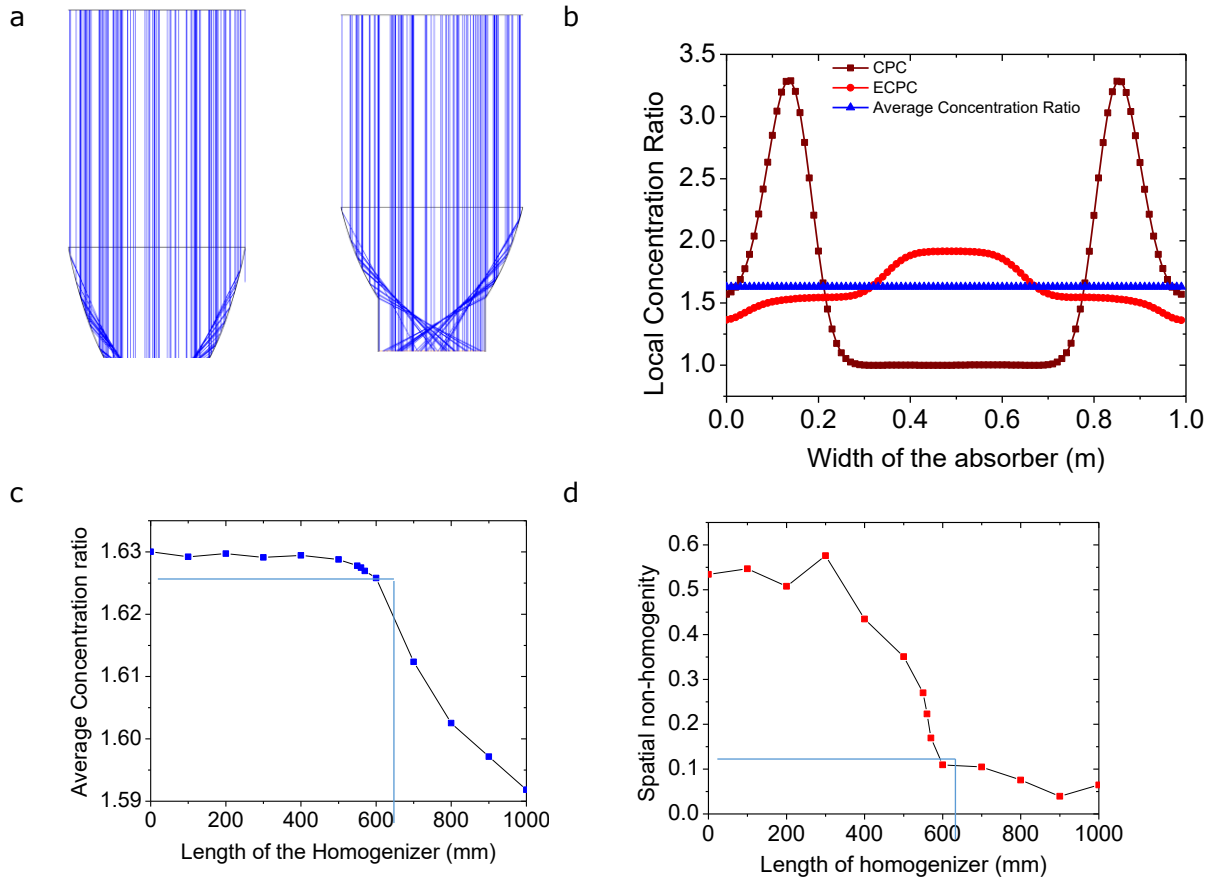 a
b
3.5
3.0
2.5
2.0
1.5
1.0
Local Concentration Ratio
CPC
ECPC
Average Concentration Ratio
0.0 0.2 0.4 0.6 0.8 1.0
Width of the absorber (m)
c
1.63
1.62
1.61
1.60
1.59
Average Concentration ratio
0 200 400 600 800 1000
Length of the Homogenizer (mm)
d
0.6
0.5
0.4
0.3
0.2
0.1
0.0
Spatial non-homogenity
0 200 400 600 800 1000
Length of homogenizer (mm)